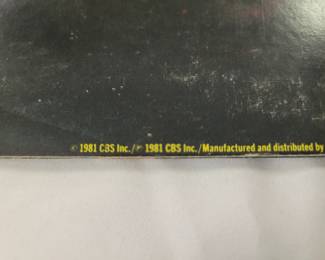 © 1981 CBS Inc./℗ 1981 CBS Inc./Manufactured and distributed by